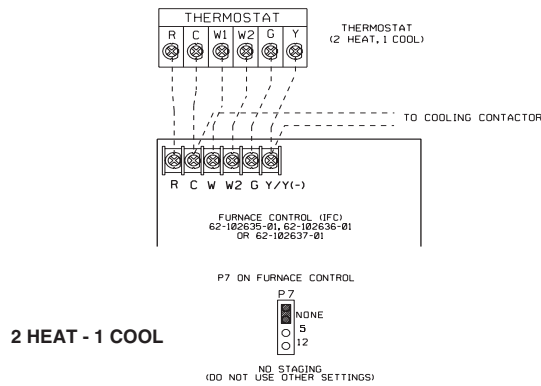 THERMOSTAT
R C W1 W2 G Y
THERMOSTAT
(2 HEAT, 1 COOL)
TO COOLING CONTACTOR
R C W W2 G Y/Y(-)
FURNACE CONTROL (IFC)
62-102635-01, 62-102636-01
OR 62-102637-01
P7 ON FURNACE CONTROL
P7
NONE
5
12
2 HEAT - 1 COOL
NO STAGING
(DO NOT USE OTHER SETTINGS)